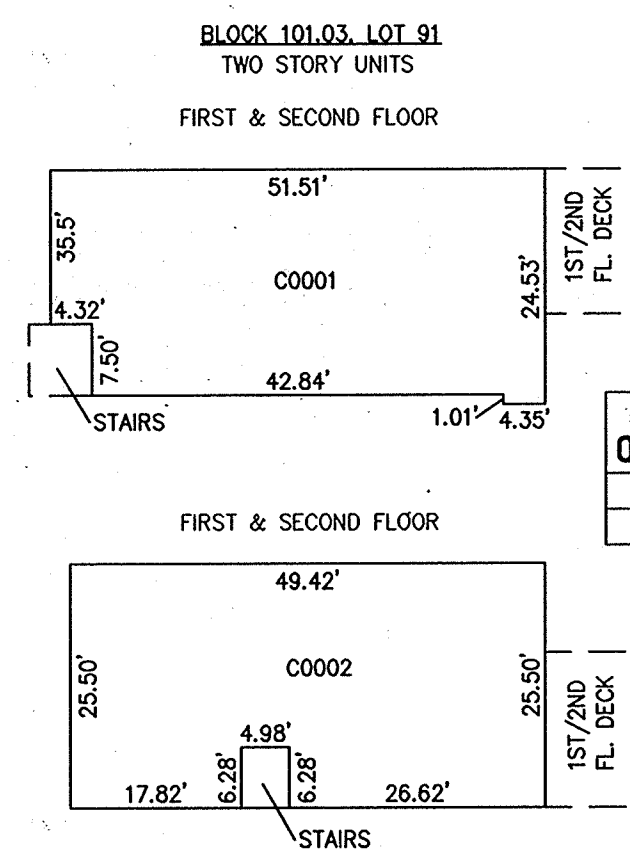 BLOCK 101.03, LOT 91
TWO STORY UNITS
FIRST & SECOND FLOOR
51.51'
35.5'
C0001
24.53'
1ST/2ND
FL. DECK
4.32'
7.50'
42.84'
STAIRS
1.01'
4.35'
FIRST & SECOND FLOOR
49.42'
25.50'
C0002
25.50'
1ST/2ND
FL. DECK
4.98'
6.28'
6.28'
17.82'
26.62'
STAIRS